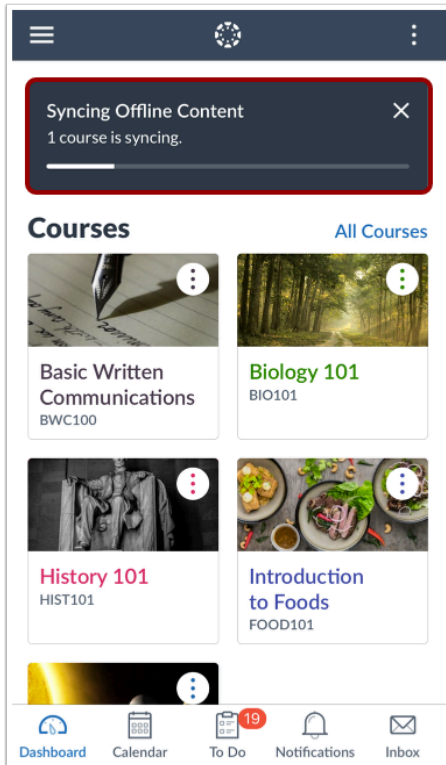 Syncing Offline Content
1 course is syncing.
Courses
All Courses
Basic Written
Communications
BWC100
Biology 101
BIO101
History 101
HIST101
Introduction
to Foods
FOOD101
19
Dashboard
Calendar
To Do
Notifications
Inbox